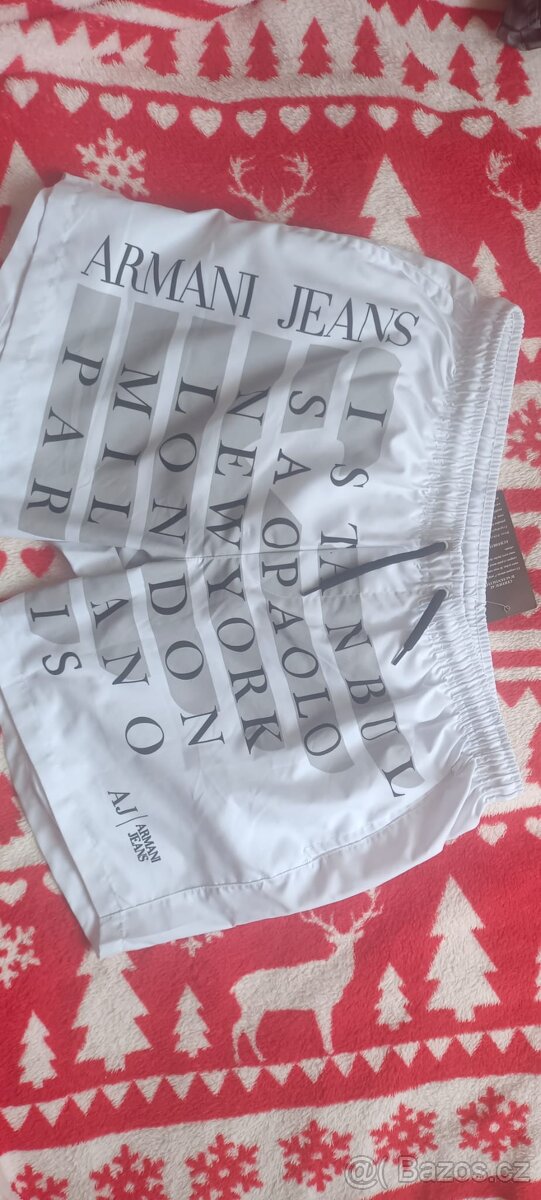 ARMANI JEANS
ISTANBUL
SAOPAOLO
NEWYORK
LONDON
MILANO
PARIS
AJ | ARMANI
JEANS
@Bazos.cz